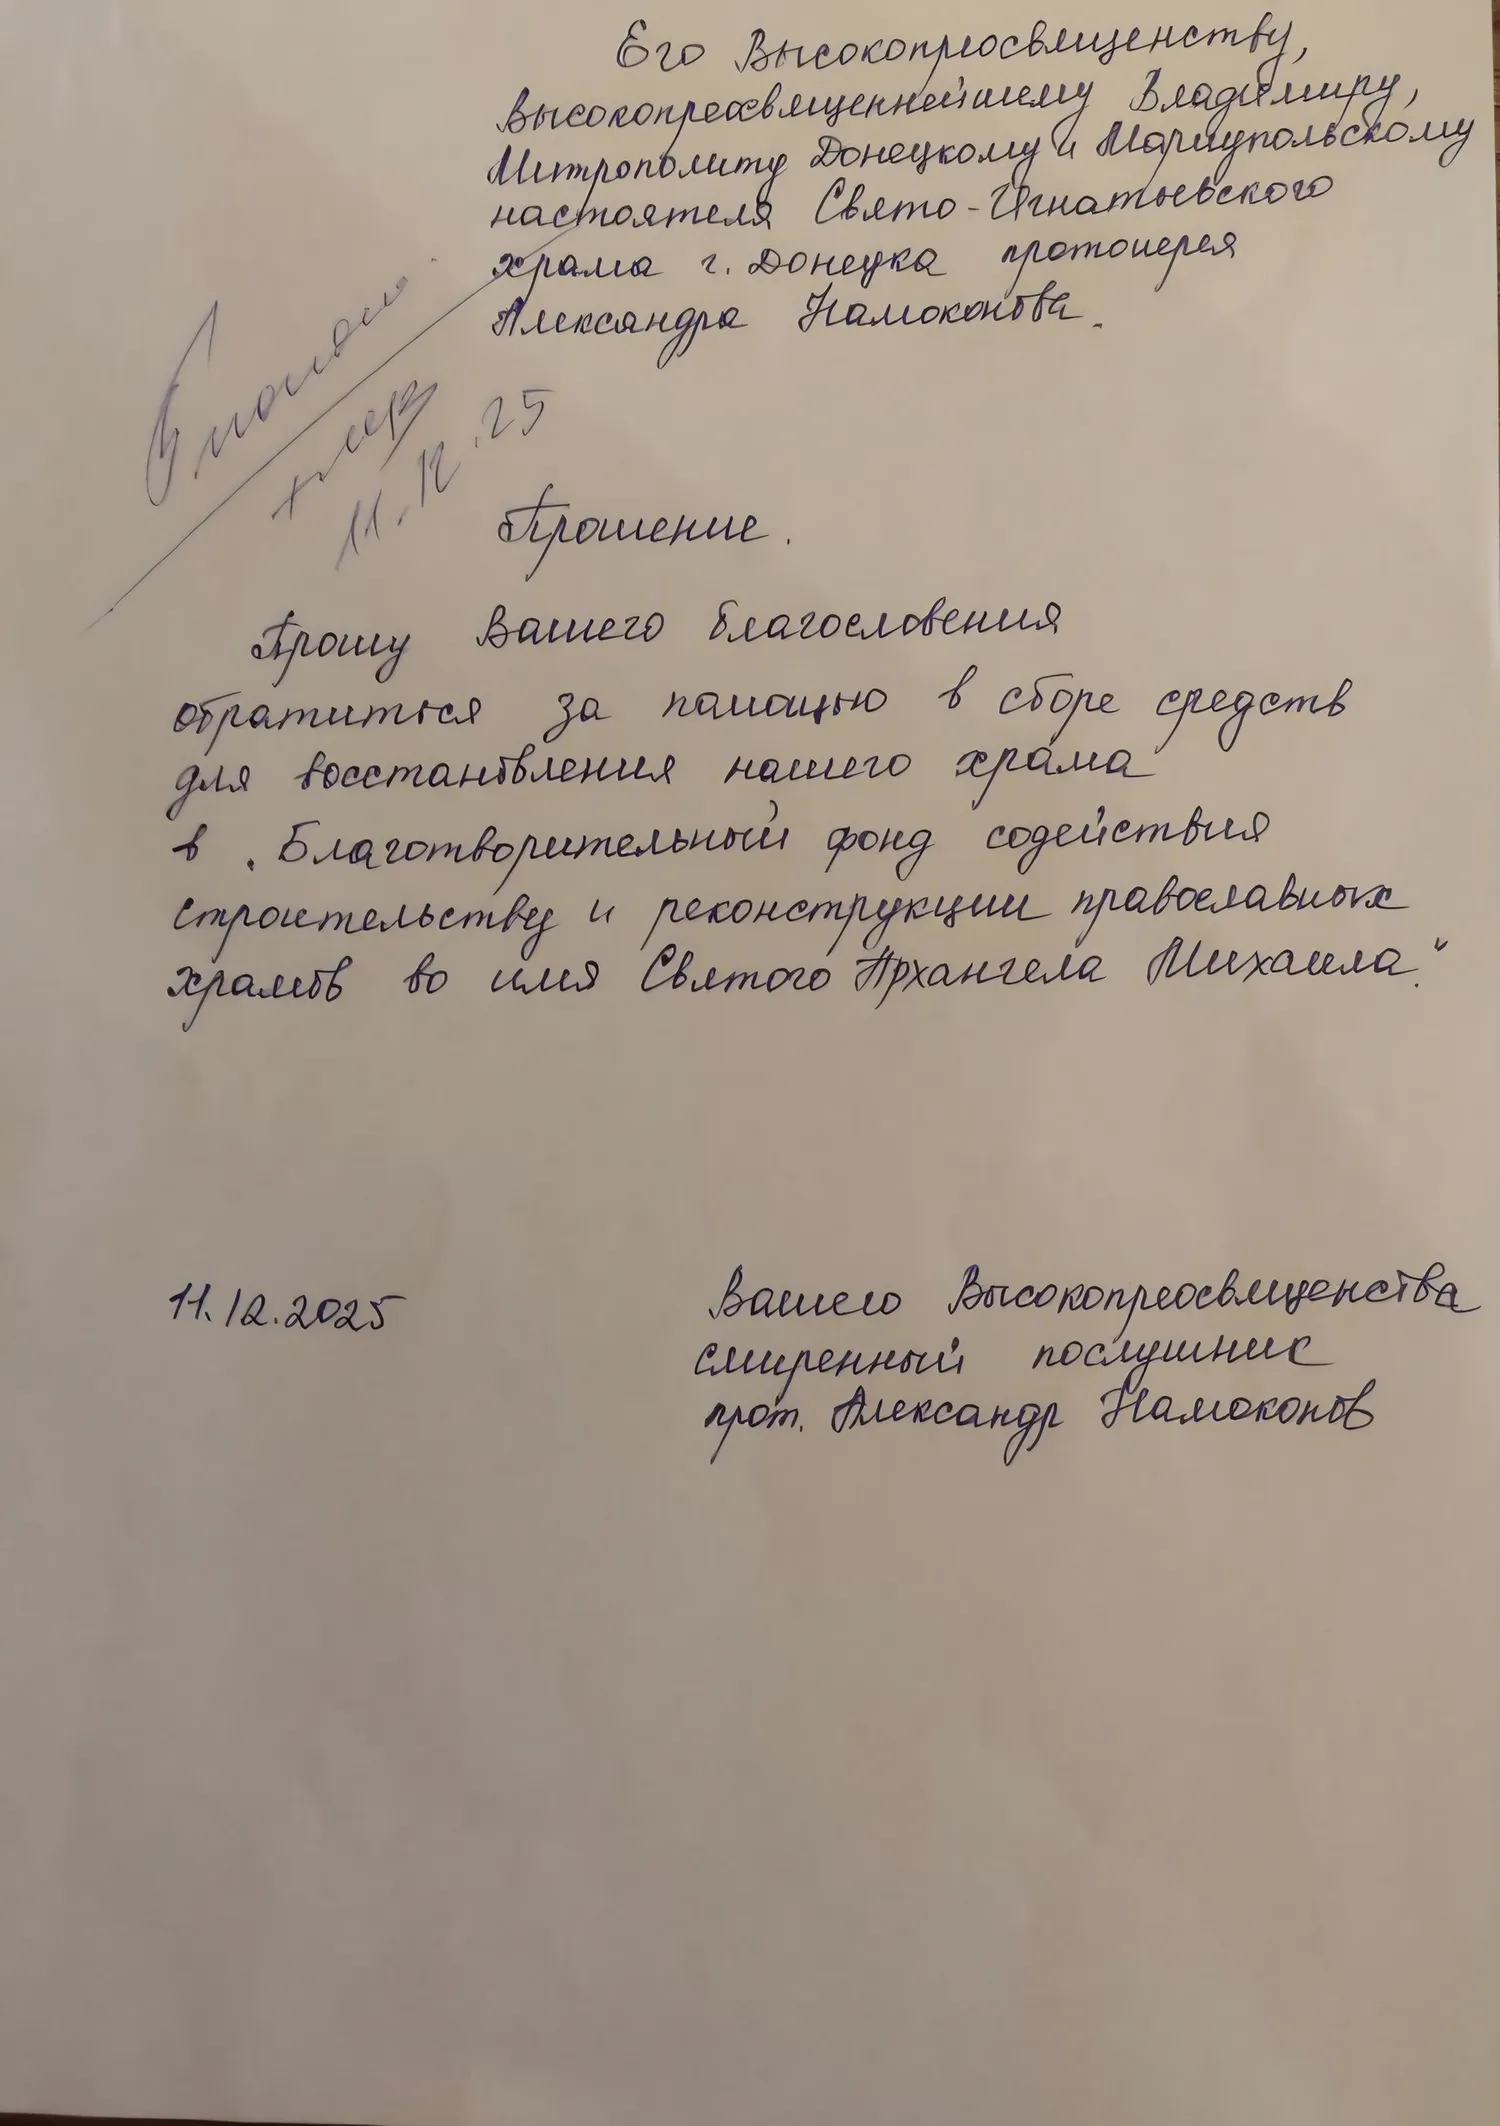 Его Высокопреосвященству,
Высокопреосвященнейшему Владимиру,
Митрополиту Донецкому и Мариупольскому
настоятеля Свято-Игнатьевского
храма г. Донецка протоиерея
Александра Намоконова.
11.12.25
Прошение.
Прошу Вашего благословения
обратиться за помощью в сборе средств
для восстановления нашего храма
в „Благотворительный фонд содействия
строительству и реконструкции православных
храмов во имя Святого Архангела Михаила."
11.12.2025
Вашего Высокопреосвященства
смиренный послушник
прот. Александр Намоконов